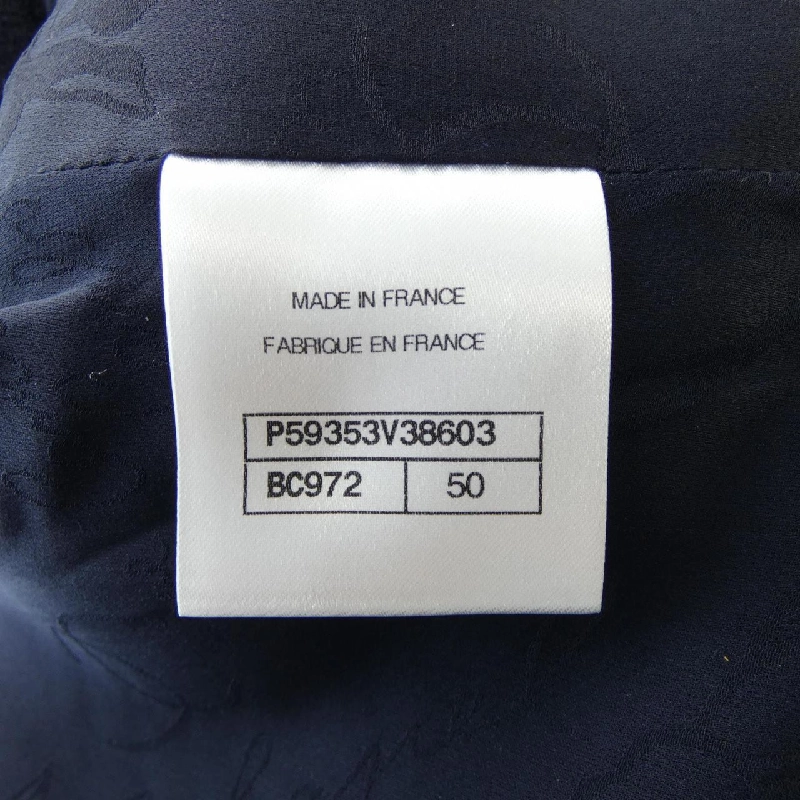 MADE IN FRANCE
FABRIQUE EN FRANCE
P59353V38603
BC972 50